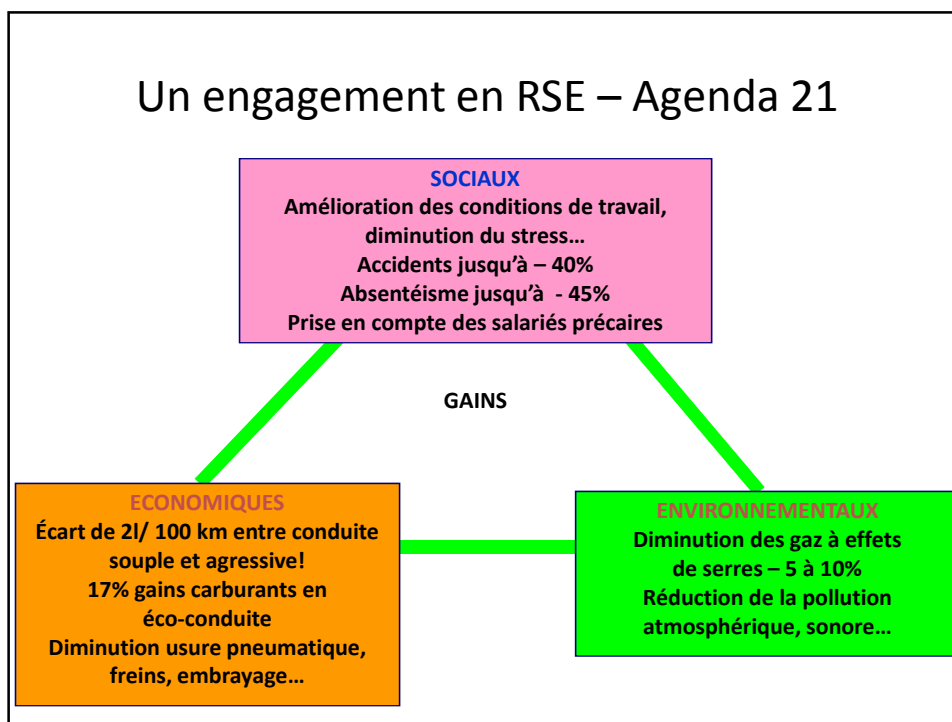 Un engagement en RSE – Agenda 21
SOCIAUX
Amélioration des conditions de travail,
diminution du stress…
Accidents jusqu’à – 40%
Absentéisme jusqu’à - 45%
Prise en compte des salariés précaires
GAINS
ECONOMIQUES
Écart de 2l/ 100 km entre conduite
souple et agressive!
17% gains carburants en
éco-conduite
Diminution usure pneumatique,
freins, embrayage…
ENVIRONNEMENTAUX
Diminution des gaz à effets
de serres – 5 à 10%
Réduction de la pollution
atmosphérique, sonore…